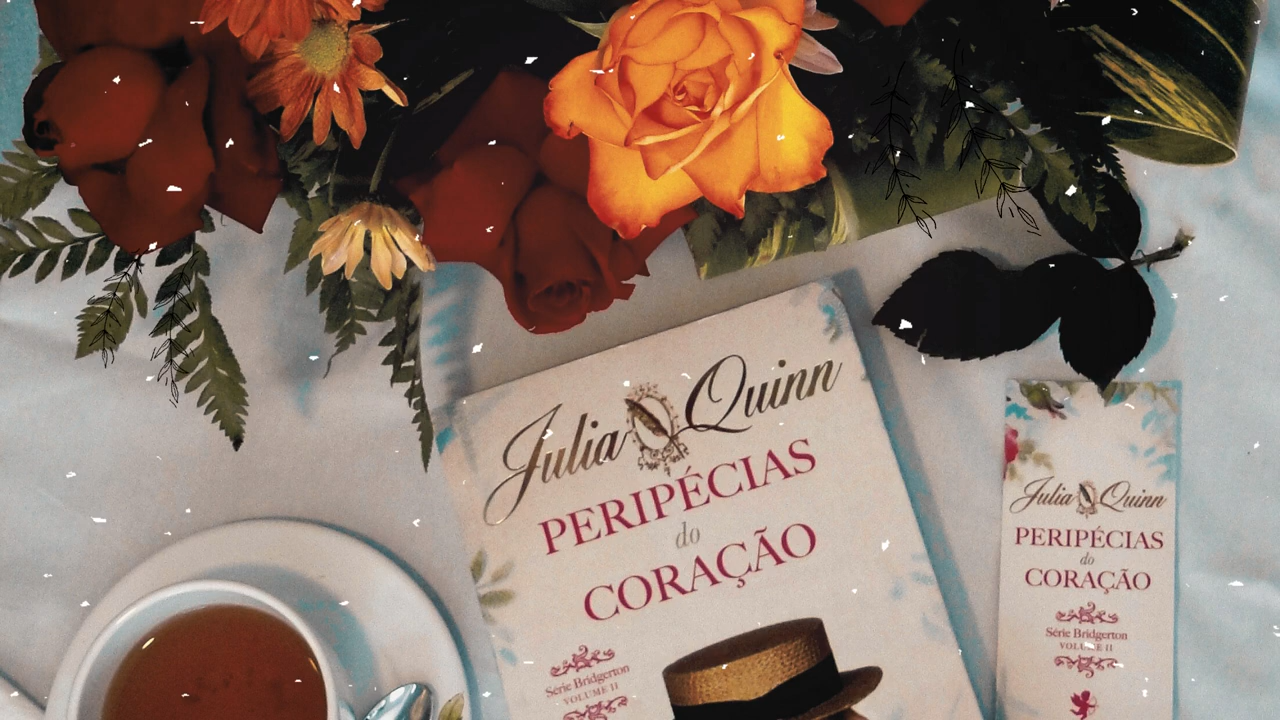 Julia Quinn
PERIPÉCIAS
do
CORAÇÃO
Série Bridgerton
VOLUME II
Julia Quinn
PERIPÉCIAS
do
CORAÇÃO
Série Bridgerton
VOLUME II